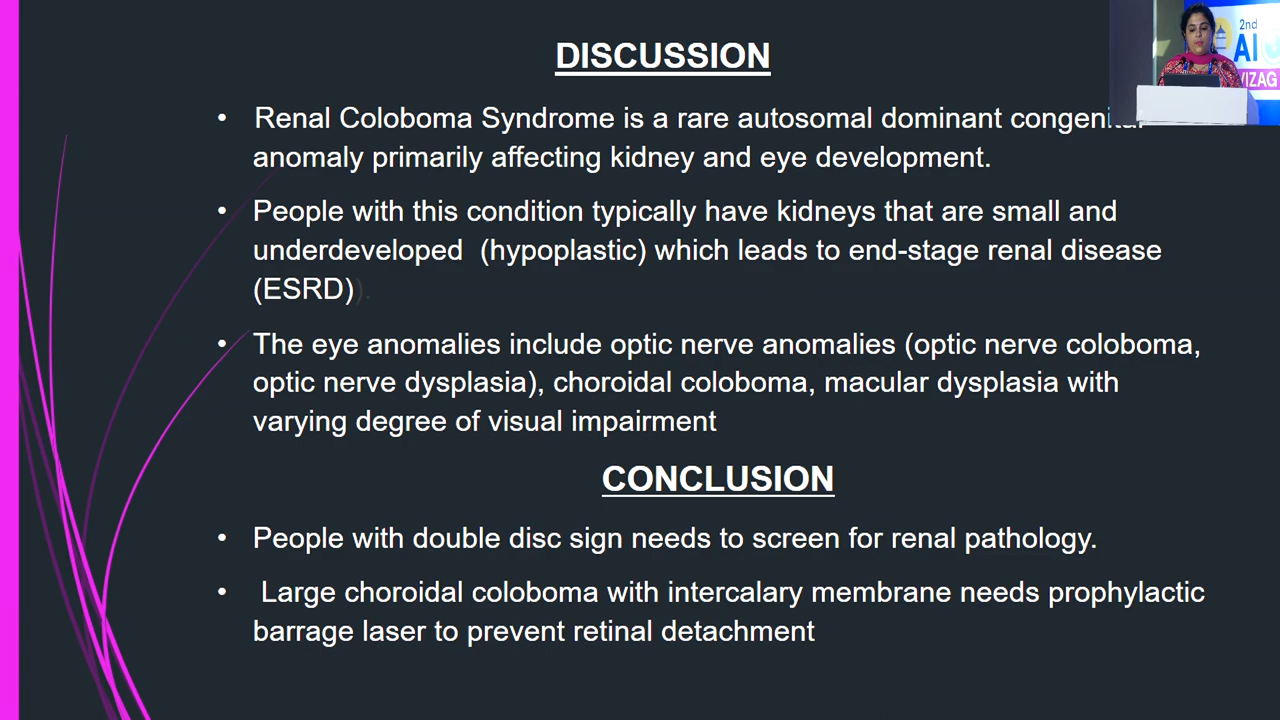 2nd
AI
VIZAG
DISCUSSION
• Renal Coloboma Syndrome is a rare autosomal dominant
anomaly primarily affecting kidney and eye development.
• People with this condition typically have kidneys that are small and
underdeveloped (hypoplastic) which leads to end-stage renal disease
(ESRD)).
• The eye anomalies include optic nerve anomalies (optic nerve coloboma,
optic nerve dysplasia), choroidal coloboma, macular dysplasia with
varying degree of visual impairment
CONCLUSION
• People with double disc sign needs to screen for renal pathology.
• Large choroidal coloboma with intercalary membrane needs prophylactic
barrage laser to prevent retinal detachment